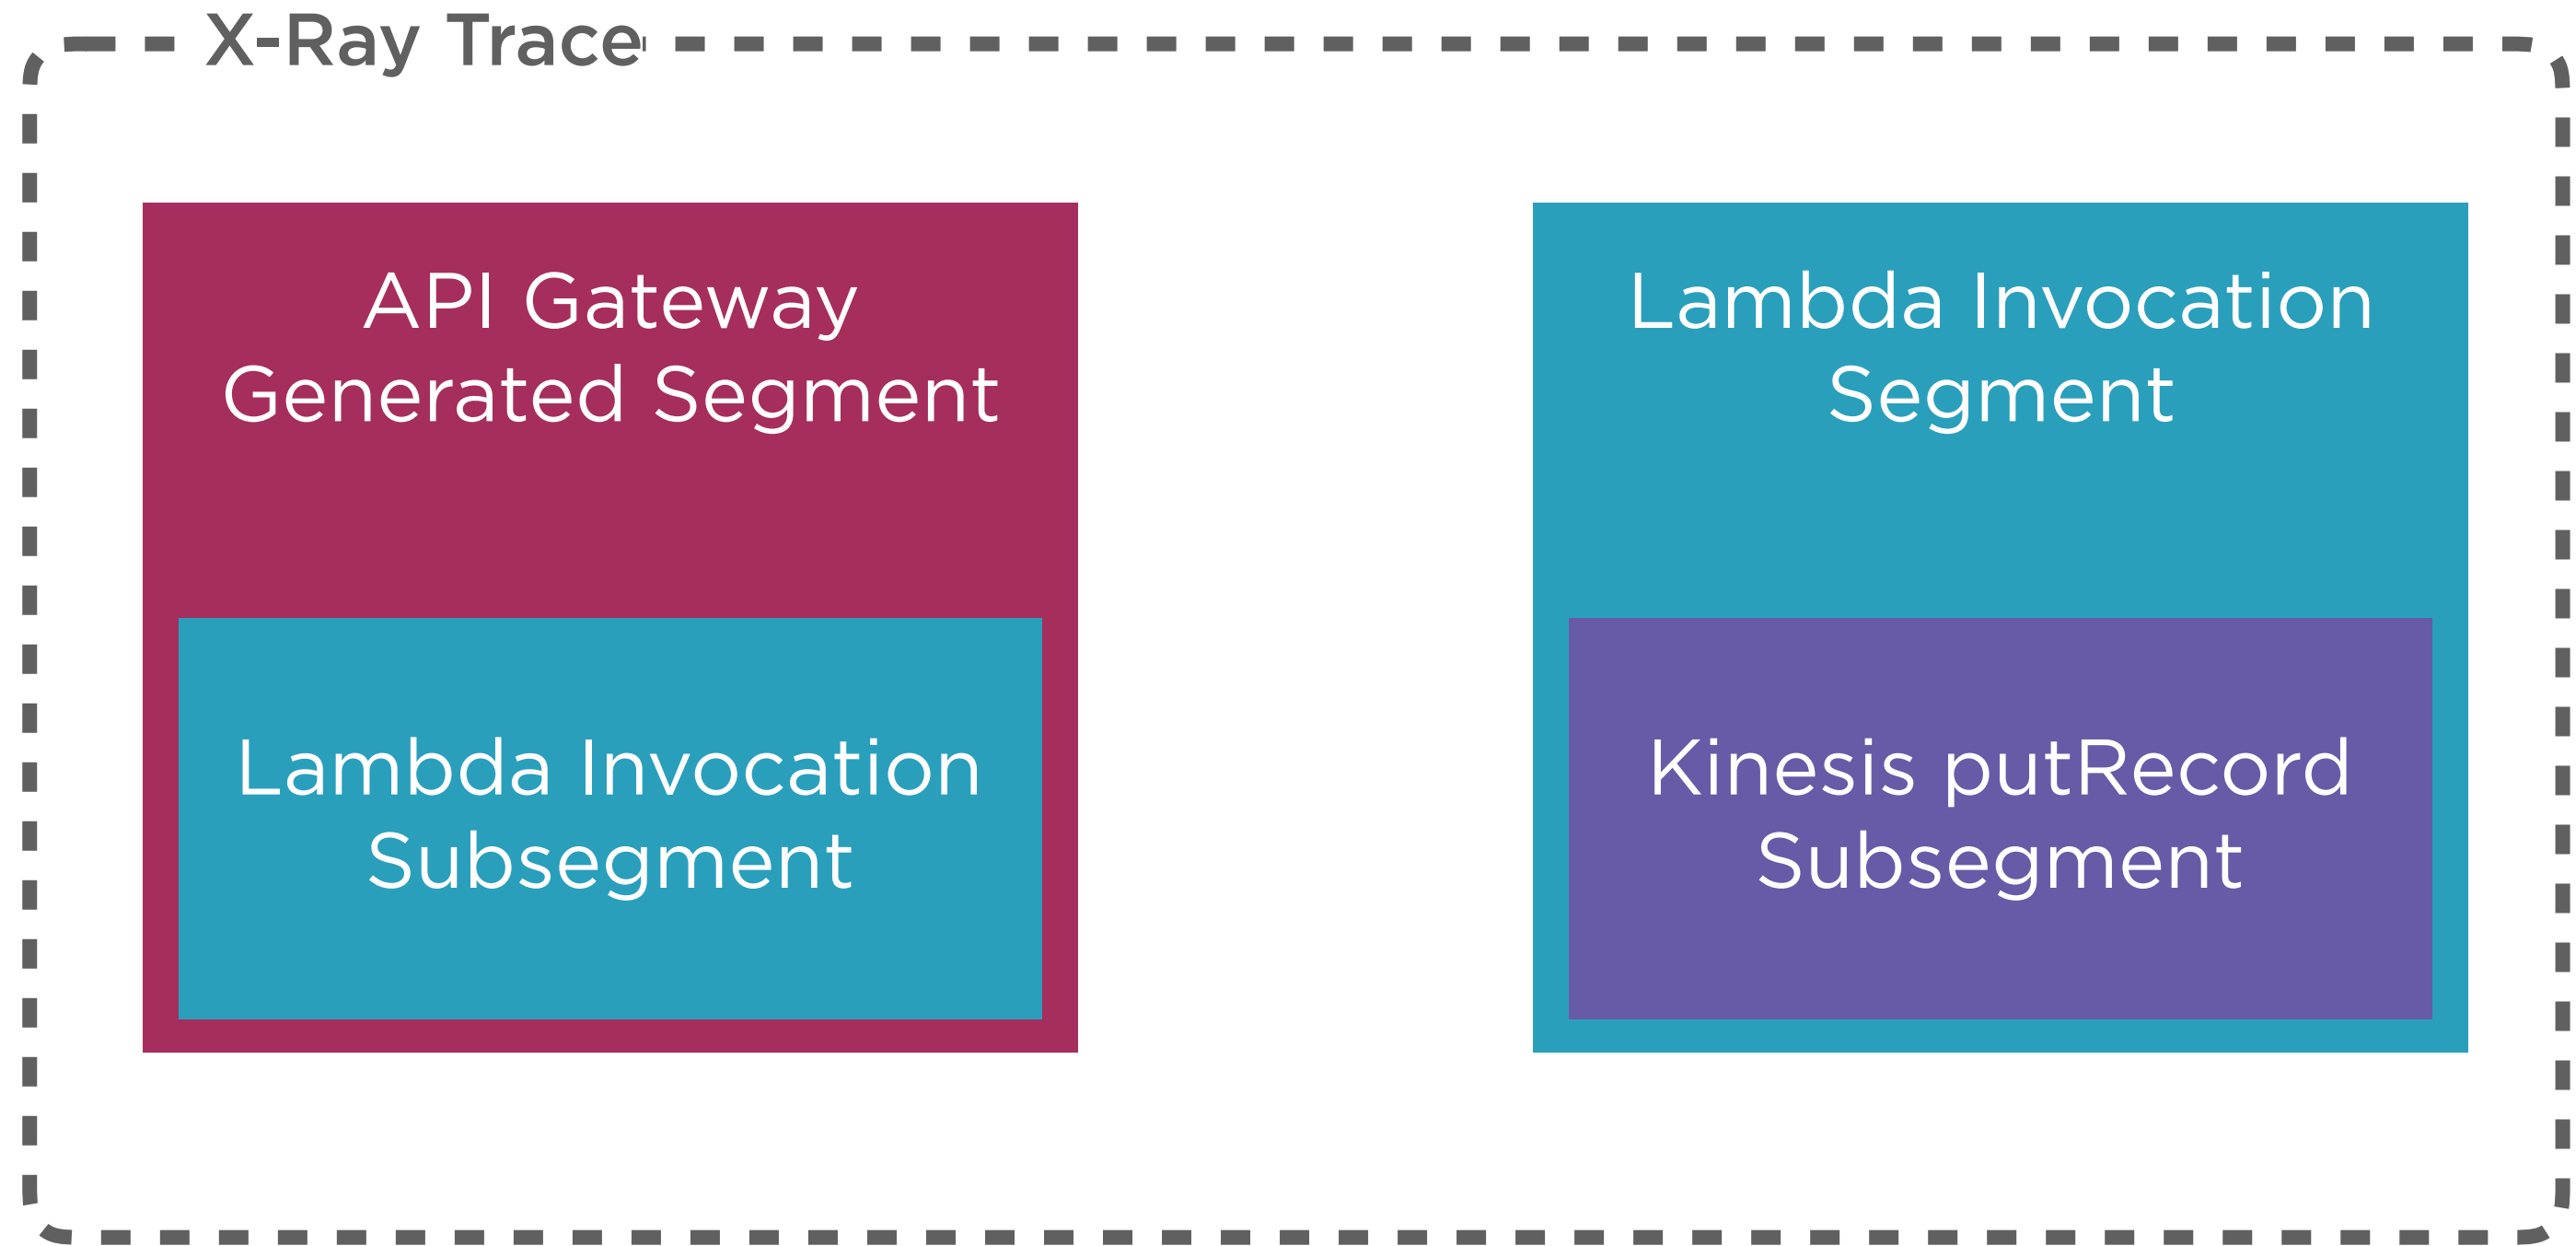 X-Ray Trace
API Gateway
Generated Segment
Lambda Invocation
Subsegment
Lambda Invocation
Segment
Kinesis putRecord
Subsegment